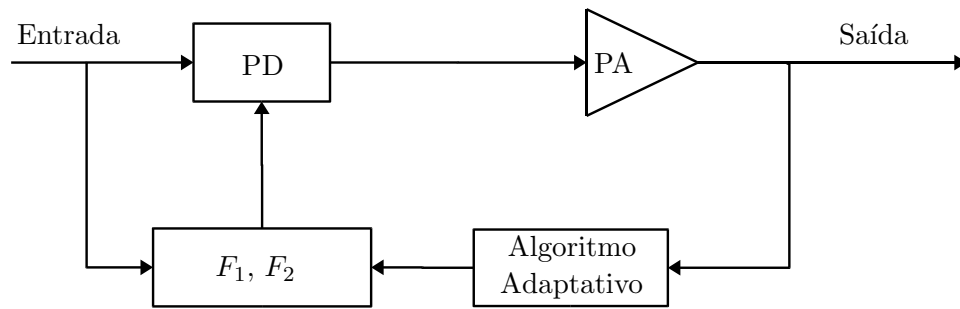 Entrada
Saída
PD
PA
F₁, F₂
Algoritmo
Adaptativo